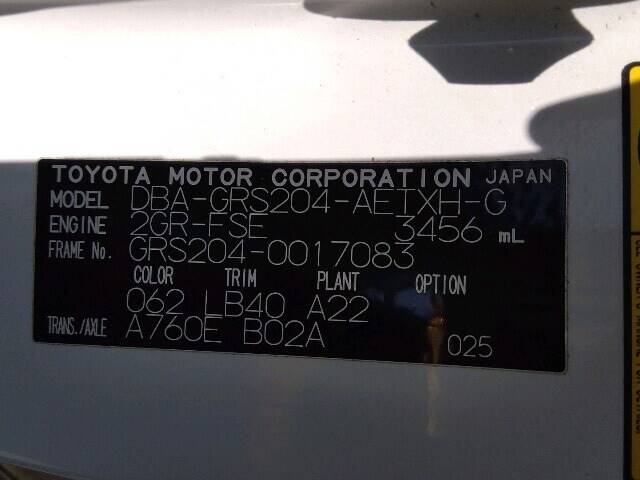 TOYOTA MOTOR CORPORATION JAPAN
MODEL DBA-GRS204-AETXH-G
ENGINE 2GR-FSE 3456 mL
FRAME No. GRS204-0017083
COLOR TRIM PLANT OPTION
062 LB40 A22
TRANS./AXLE A760E B02A 025